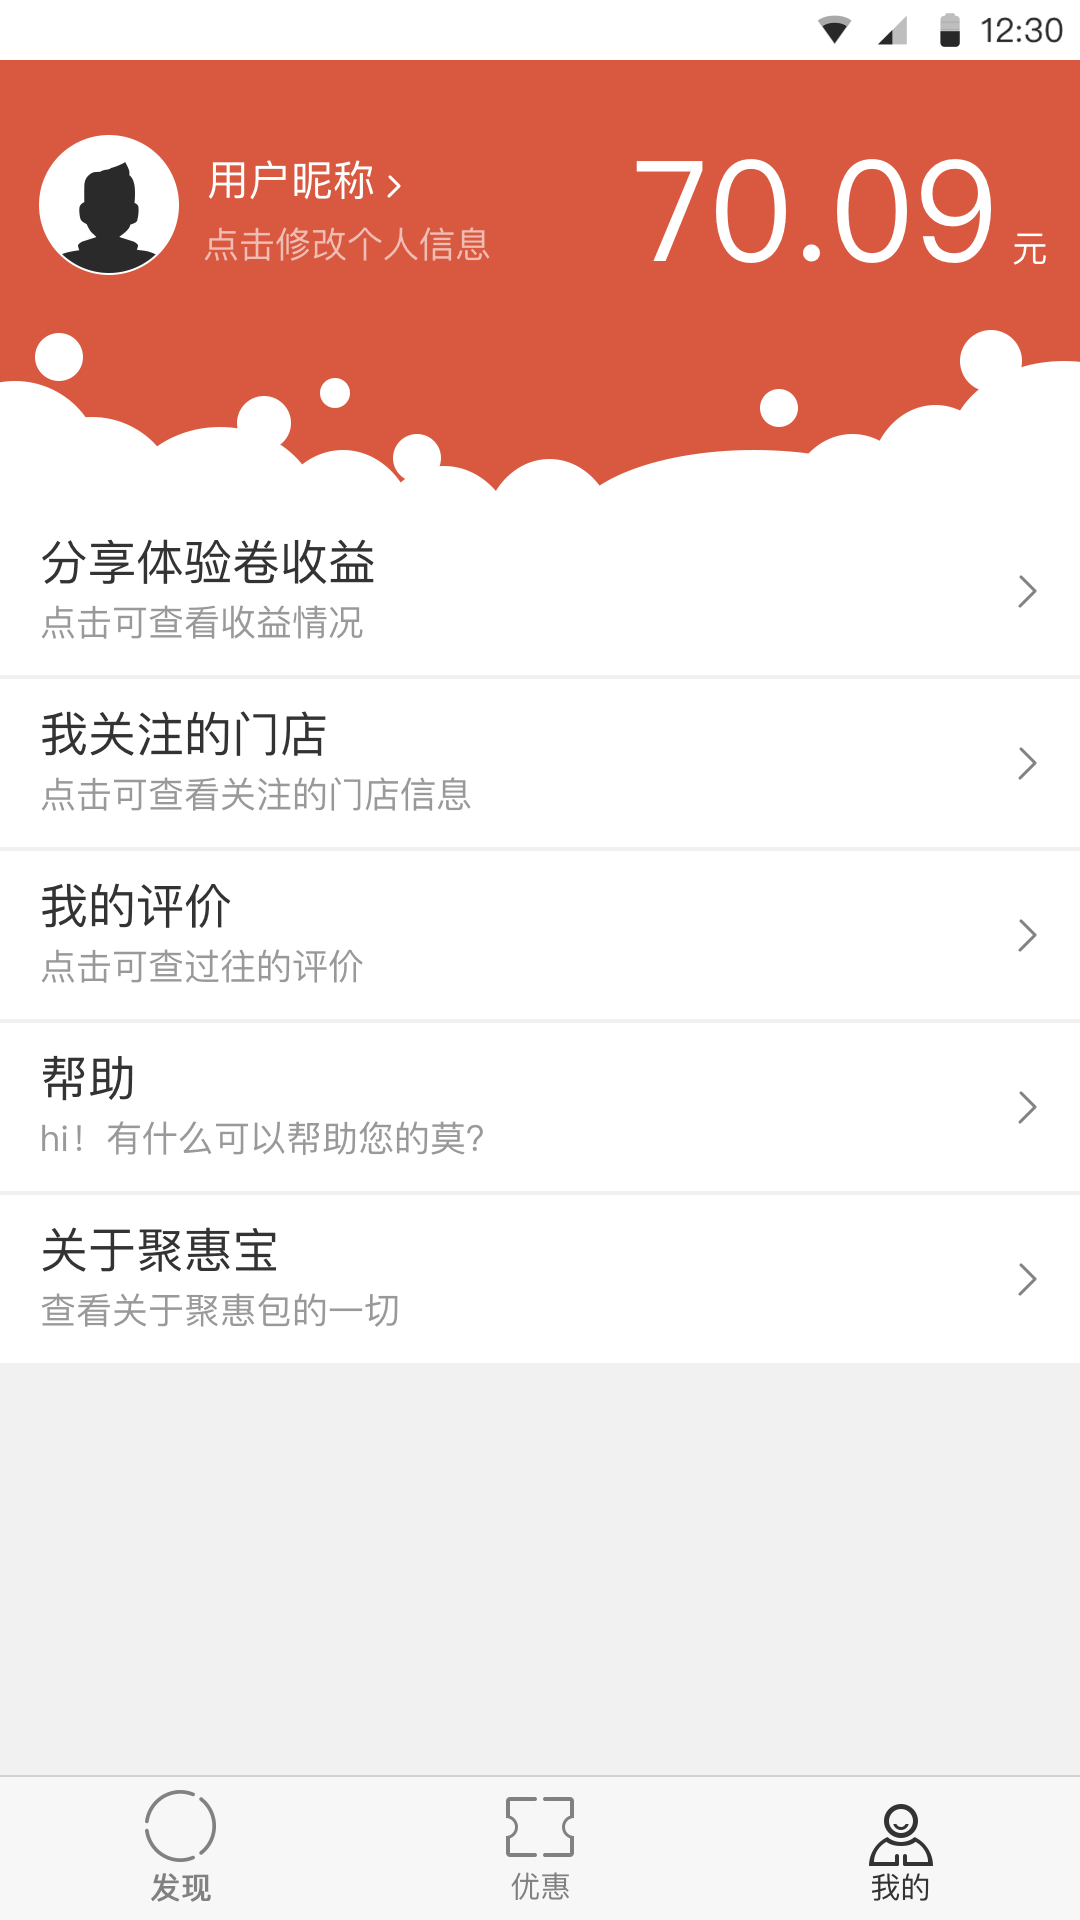 12:30
用户昵称
点击修改个人信息
70.09 元
分享体验卷收益
点击可查看收益情况
我关注的门店
点击可查看关注的门店信息
我的评价
点击可查过往的评价
帮助
hi！有什么可以帮助您的莫?
关于聚惠宝
查看关于聚惠包的一切
发现
优惠
我的